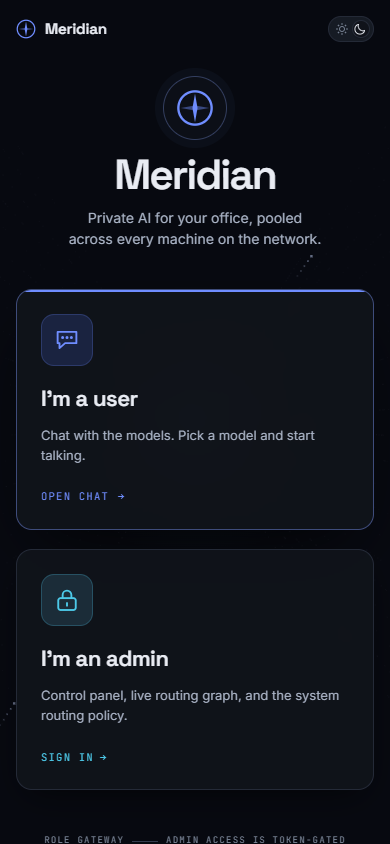 Meridian
Meridian
Private AI for your office, pooled
across every machine on the network.
I’m a user
Chat with the models. Pick a model and start
talking.
OPEN CHAT →
I’m an admin
Control panel, live routing graph, and the system
routing policy.
SIGN IN →
ROLE GATEWAY —— ADMIN ACCESS IS TOKEN-GATED